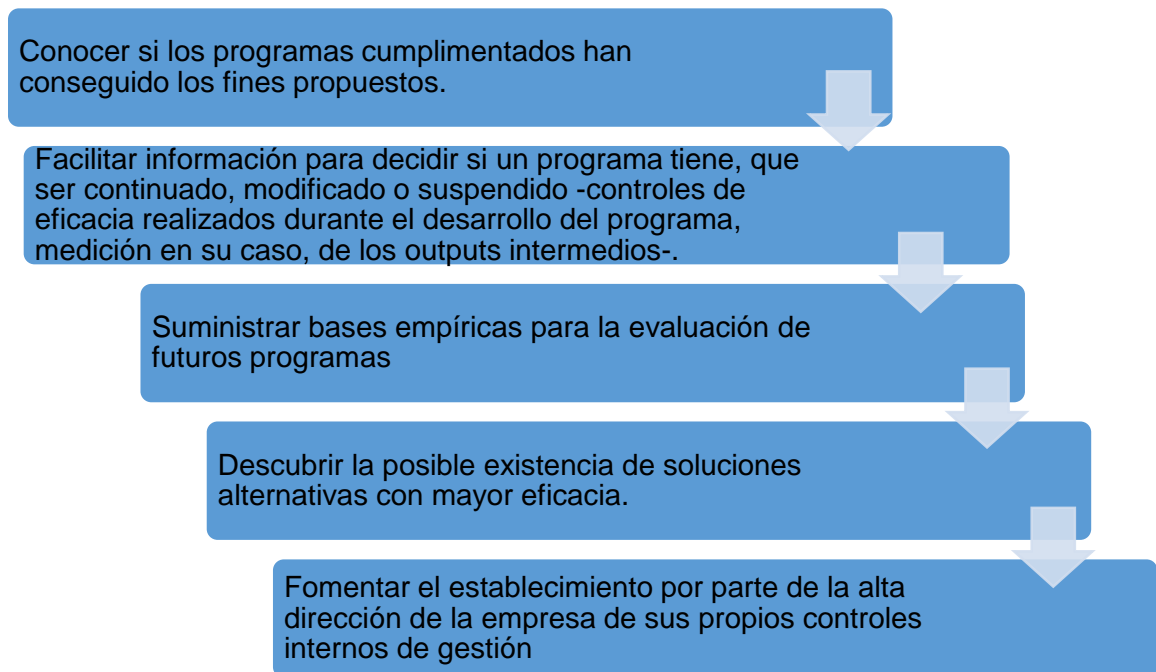 Conocer si los programas cumplimentados han
conseguido los fines propuestos.
Facilitar información para decidir si un programa tiene, que
ser continuado, modificado o suspendido -controles de
eficacia realizados durante el desarrollo del programa,
medición en su caso, de los outputs intermedios-.
Suministrar bases empíricas para la evaluación de
futuros programas
Descubrir la posible existencia de soluciones
alternativas con mayor eficacia.
Fomentar el establecimiento por parte de la alta
dirección de la empresa de sus propios controles
internos de gestión